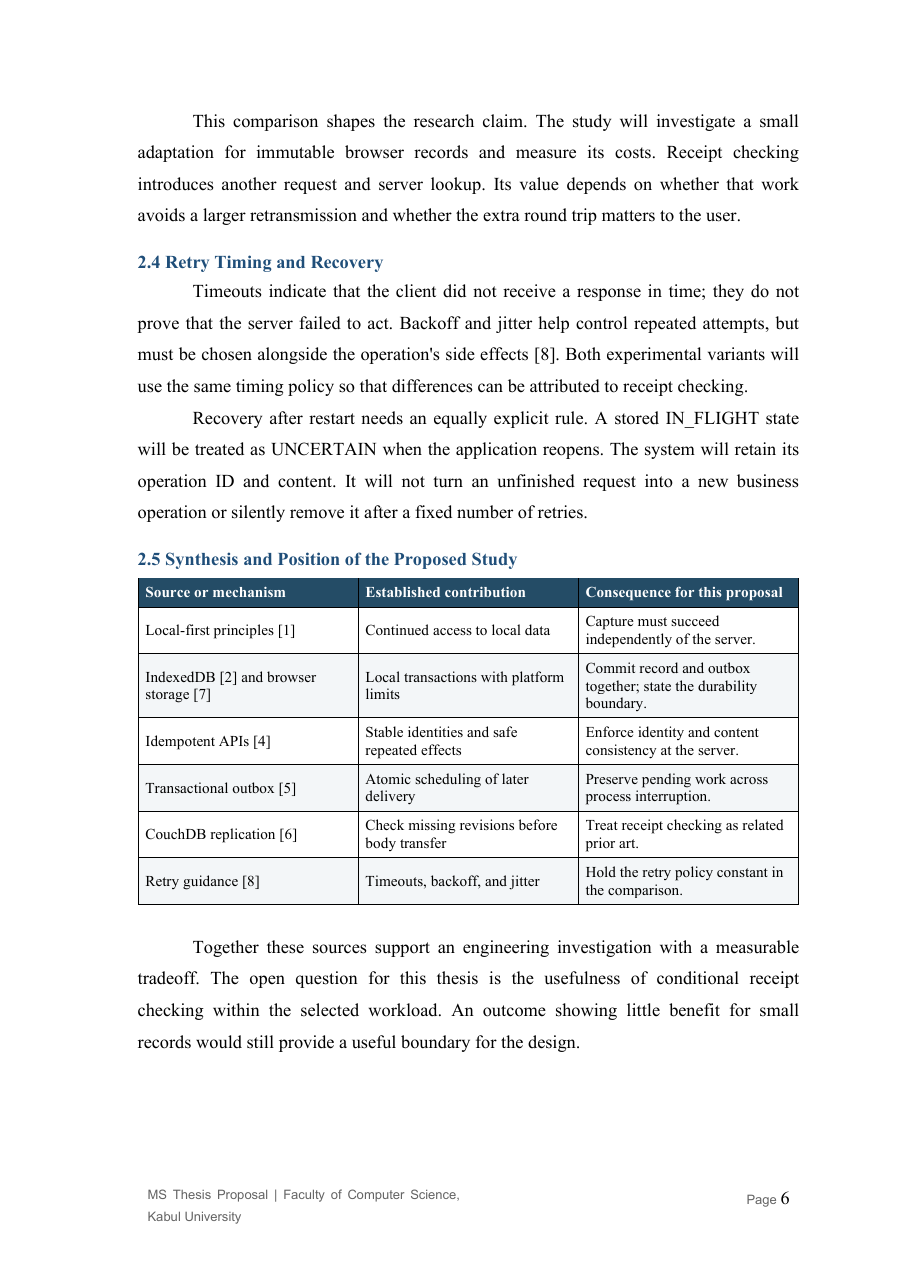 This comparison shapes the research claim. The study will investigate a small
adaptation for immutable browser records and measure its costs. Receipt checking
introduces another request and server lookup. Its value depends on whether that work
avoids a larger retransmission and whether the extra round trip matters to the user.
2.4 Retry Timing and Recovery
Timeouts indicate that the client did not receive a response in time; they do not
prove that the server failed to act. Backoff and jitter help control repeated attempts, but
must be chosen alongside the operation's side effects [8]. Both experimental variants will
use the same timing policy so that differences can be attributed to receipt checking.
Recovery after restart needs an equally explicit rule. A stored IN_FLIGHT state
will be treated as UNCERTAIN when the application reopens. The system will retain its
operation ID and content. It will not turn an unfinished request into a new business
operation or silently remove it after a fixed number of retries.
2.5 Synthesis and Position of the Proposed Study
Source or mechanism
Established contribution
Consequence for this proposal
Local-first principles [1]
Continued access to local data
Capture must succeed
independently of the server.
IndexedDB [2] and browser
storage [7]
Local transactions with platform
limits
Commit record and outbox
together; state the durability
boundary.
Idempotent APIs [4]
Stable identities and safe
repeated effects
Enforce identity and content
consistency at the server.
Transactional outbox [5]
Atomic scheduling of later
delivery
Preserve pending work across
process interruption.
CouchDB replication [6]
Check missing revisions before
body transfer
Treat receipt checking as related
prior art.
Retry guidance [8]
Timeouts, backoff, and jitter
Hold the retry policy constant in
the comparison.
Together these sources support an engineering investigation with a measurable
tradeoff. The open question for this thesis is the usefulness of conditional receipt
checking within the selected workload. An outcome showing little benefit for small
records would still provide a useful boundary for the design.
MS Thesis Proposal | Faculty of Computer Science,
Kabul University
Page 6